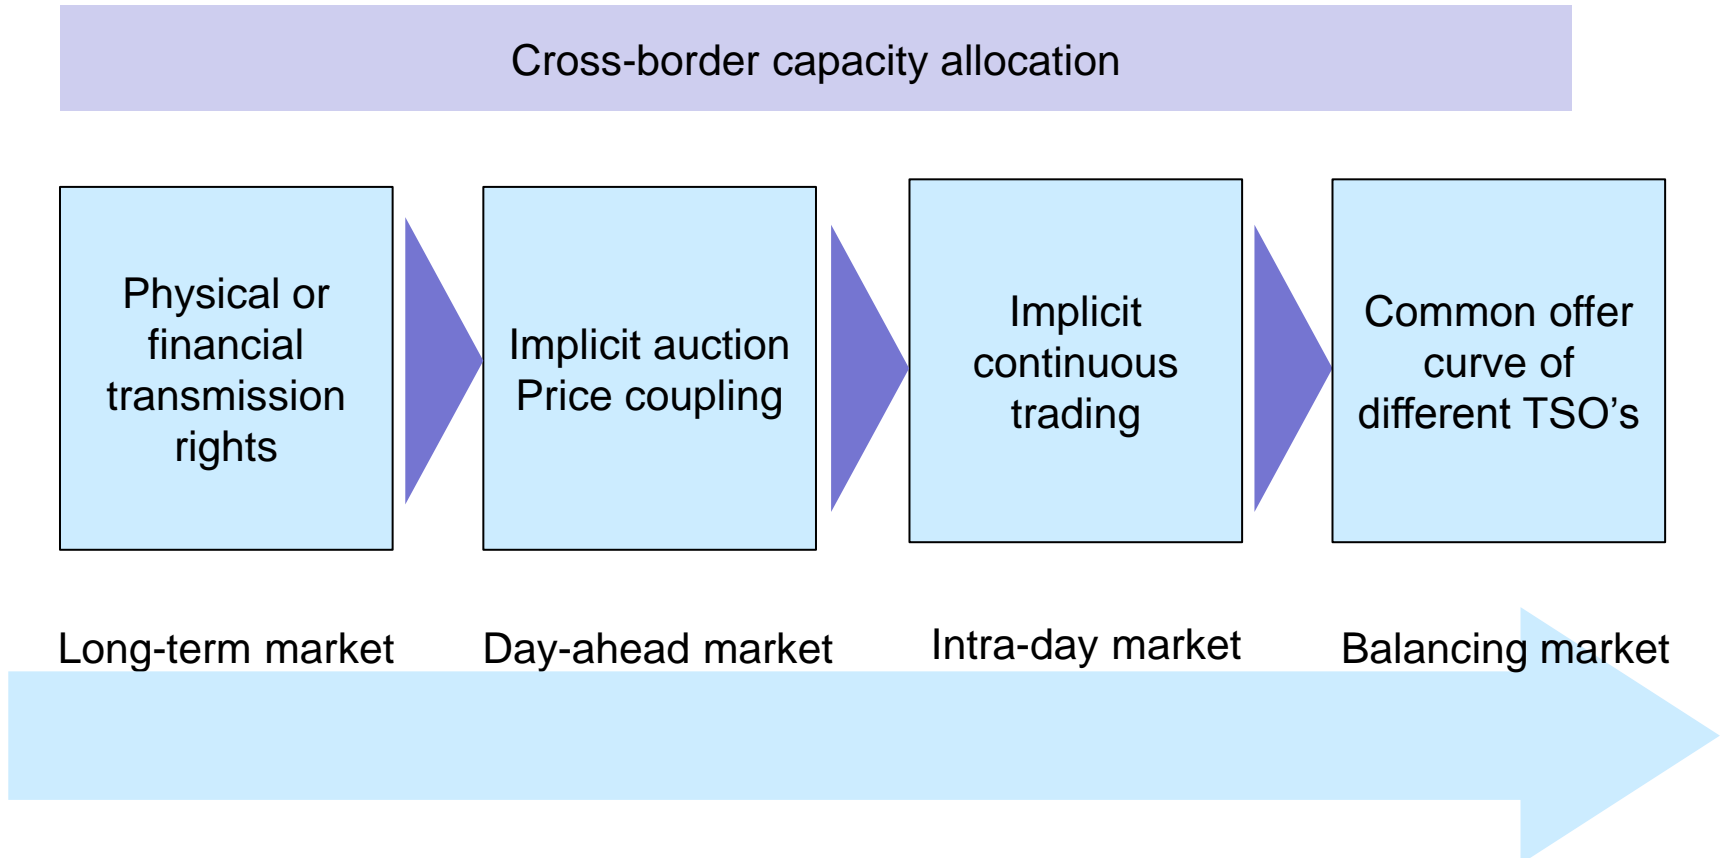 Cross-border capacity allocation
Physical or
financial
transmission
rights
Implicit auction
Price coupling
Implicit
continuous
trading
Common offer
curve of
different TSO’s
Long-term market
Day-ahead market
Intra-day market
Balancing market